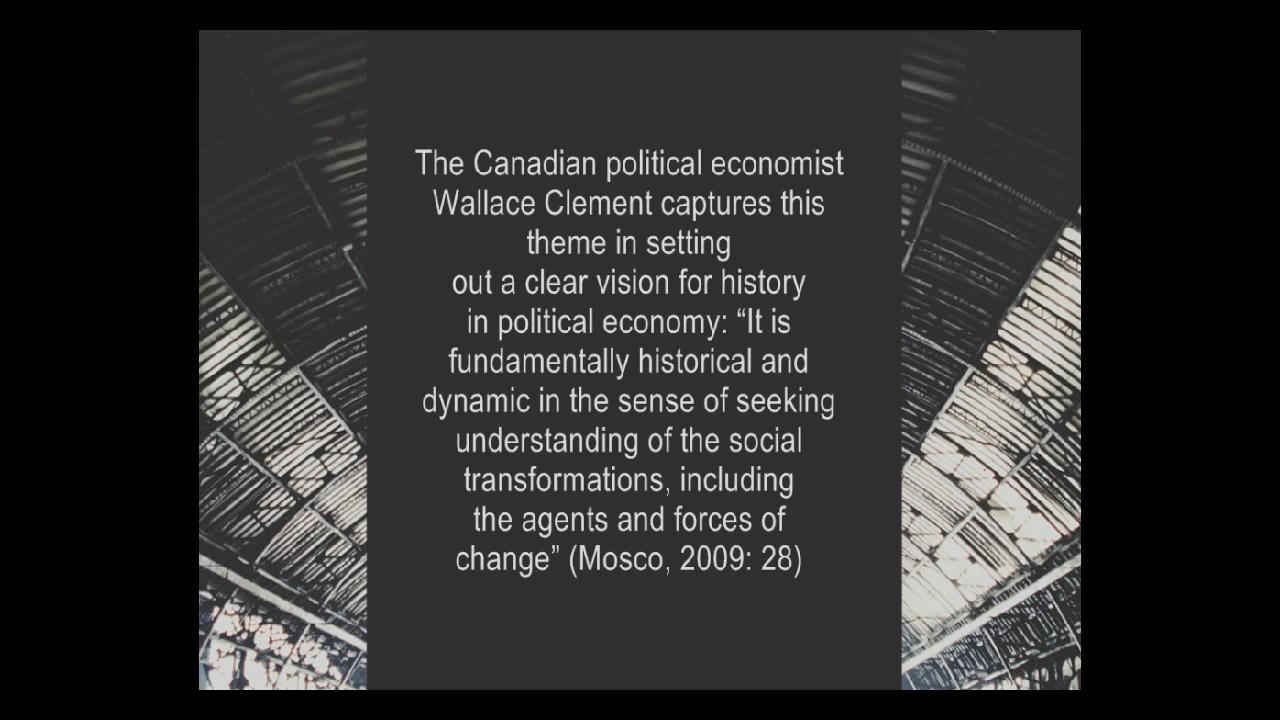 The Canadian political economist
Wallace Clement captures this
theme in setting
out a clear vision for history
in political economy: “It is
fundamentally historical and
dynamic in the sense of seeking
understanding of the social
transformations, including
the agents and forces of
change” (Mosco, 2009: 28)